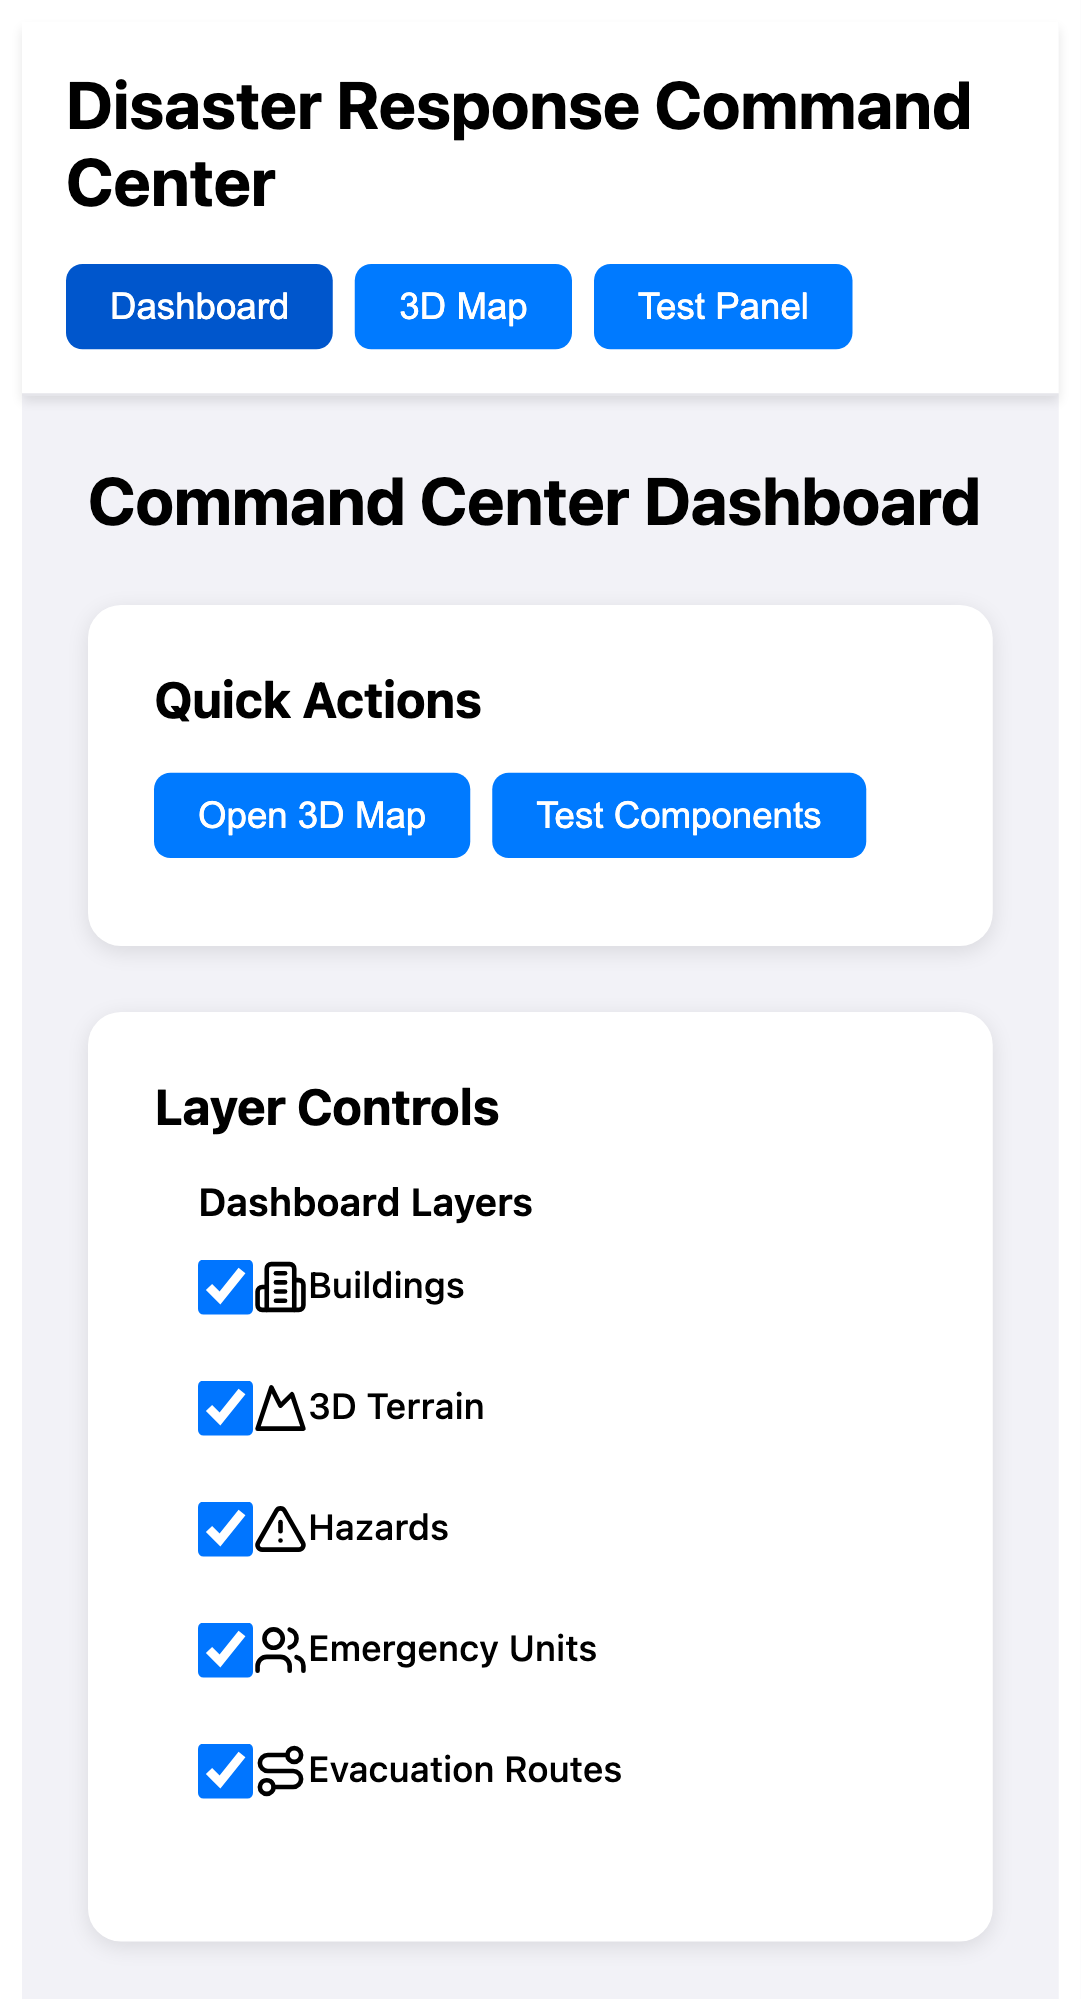 Disaster Response Command
Center
Dashboard
3D Map
Test Panel
Command Center Dashboard
Quick Actions
Open 3D Map
Test Components
Layer Controls
Dashboard Layers
Buildings
3D Terrain
Hazards
Emergency Units
Evacuation Routes